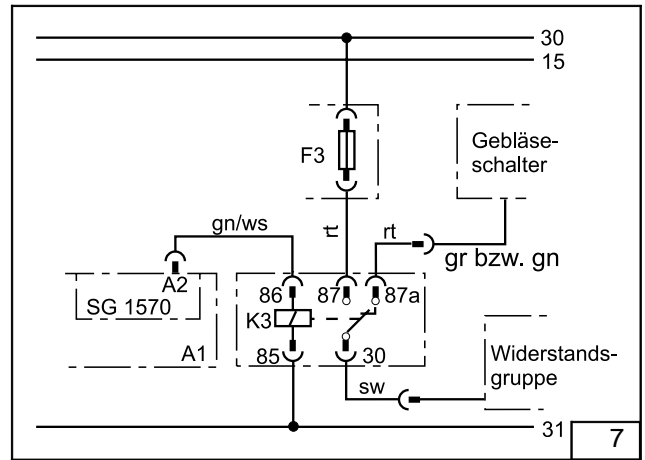 30
15
F3
Gebläse-
schalter
gn/ws
rt
rt
gr bzw. gn
A2
SG 1570
A1
86
87
87a
K3
85
30
sw
Widerstands-
gruppe
31
7